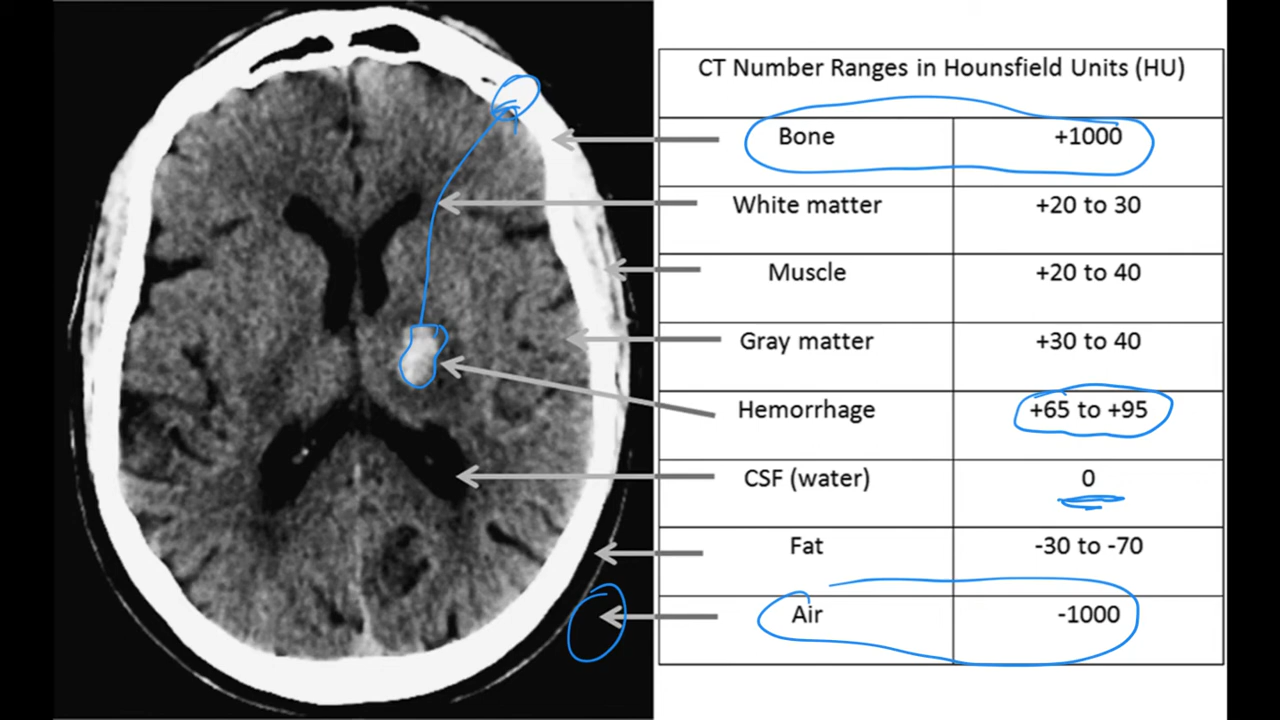 CT Number Ranges in Hounsfield Units (HU)
Bone +1000
White matter +20 to 30
Muscle +20 to 40
Gray matter +30 to 40
Hemorrhage +65 to +95
CSF (water) 0
Fat -30 to -70
Air -1000